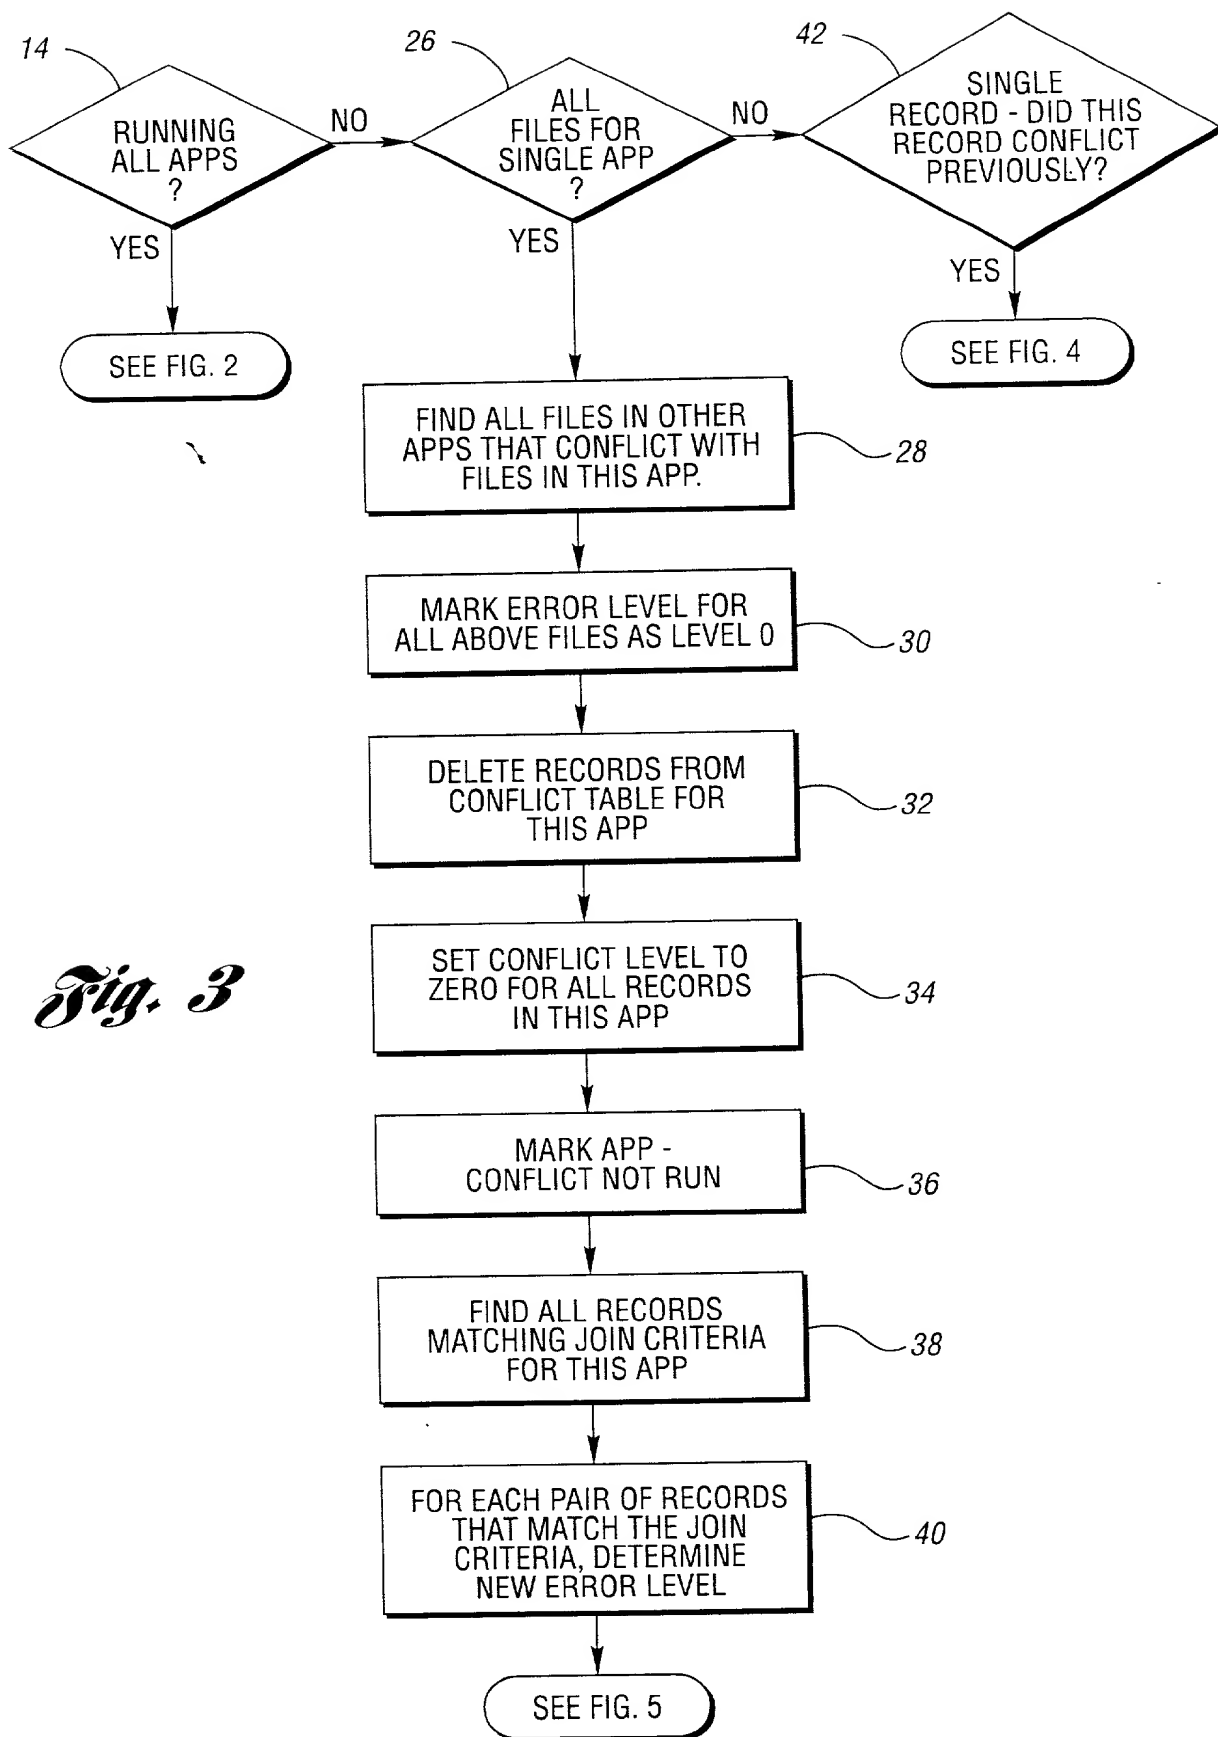 14
26
42
RUNNING
ALL APPS
?
NO
ALL
FILES FOR
SINGLE APP
?
NO
SINGLE
RECORD - DID THIS
RECORD CONFLICT
PREVIOUSLY?
YES
YES
YES
SEE FIG. 2
SEE FIG. 4
FIND ALL FILES IN OTHER
APPS THAT CONFLICT WITH
FILES IN THIS APP.
28
MARK ERROR LEVEL FOR
ALL ABOVE FILES AS LEVEL 0
30
DELETE RECORDS FROM
CONFLICT TABLE FOR
THIS APP
32
SET CONFLICT LEVEL TO
ZERO FOR ALL RECORDS
IN THIS APP
34
Fig. 3
MARK APP -
CONFLICT NOT RUN
36
FIND ALL RECORDS
MATCHING JOIN CRITERIA
FOR THIS APP
38
FOR EACH PAIR OF RECORDS
THAT MATCH THE JOIN
CRITERIA, DETERMINE
NEW ERROR LEVEL
40
SEE FIG. 5